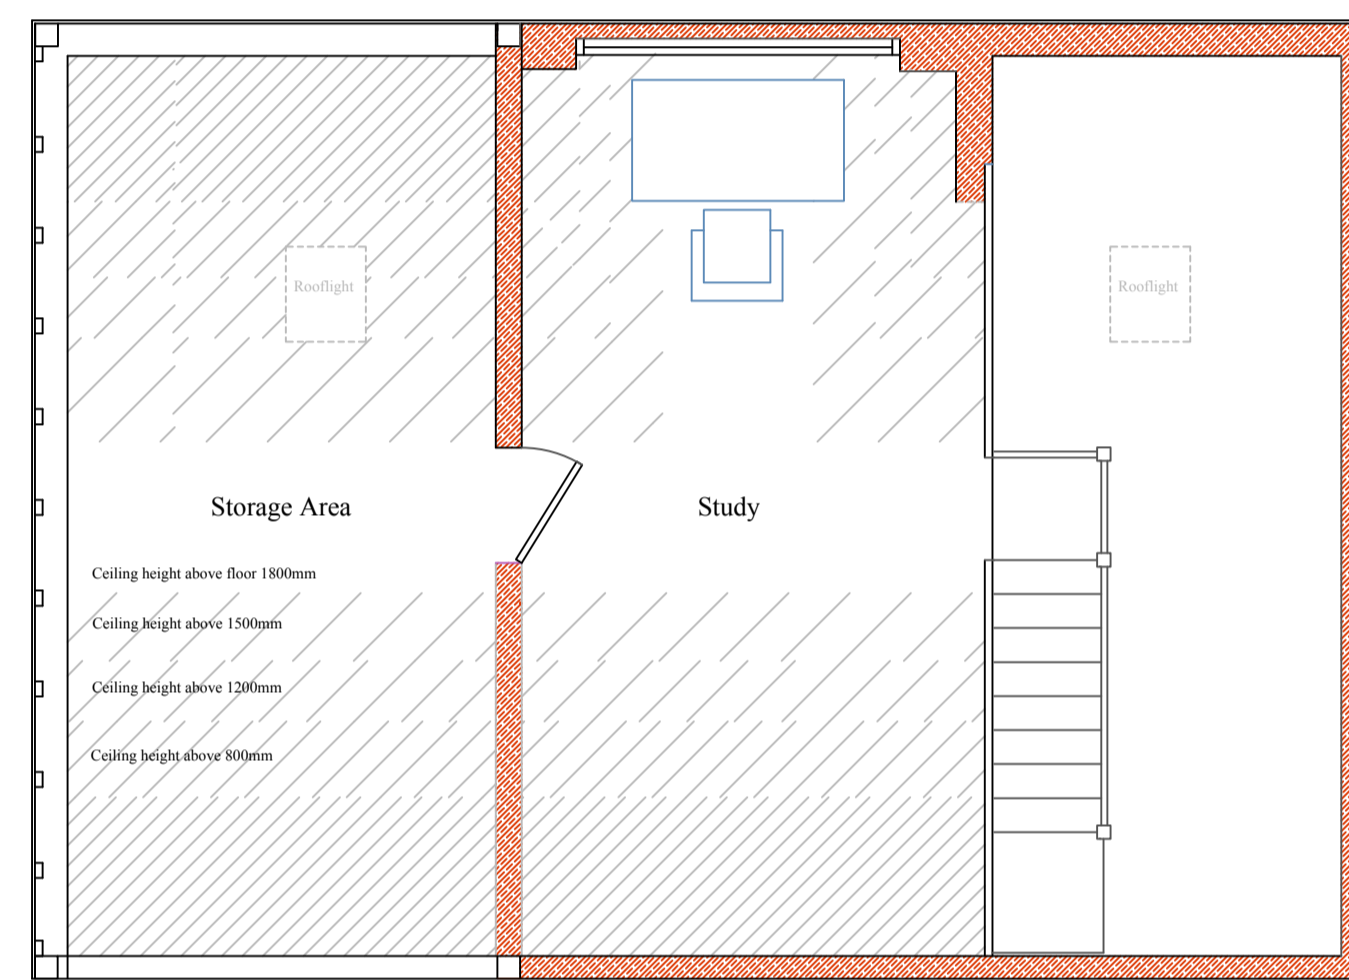 Rooflight
Rooflight
Storage Area
Study
Ceiling height above floor 1800mm
Ceiling height above 1500mm
Ceiling height above 1200mm
Ceiling height above 800mm